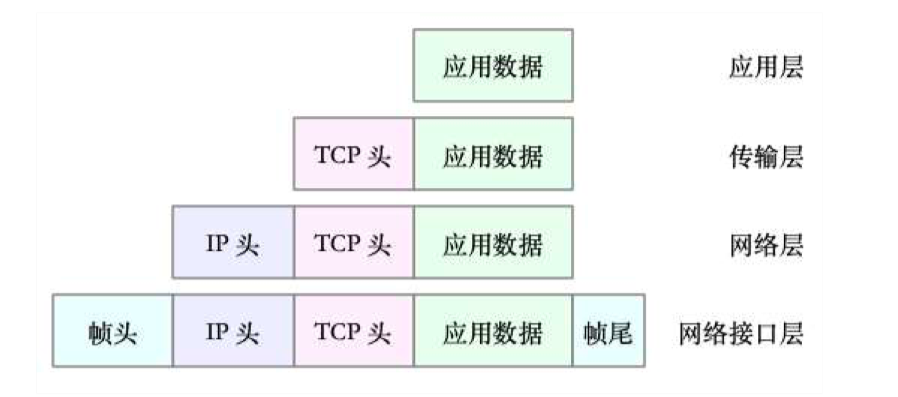 应用数据 应用层
TCP 头 应用数据 传输层
IP 头 TCP 头 应用数据 网络层
帧头 IP 头 TCP 头 应用数据 帧尾 网络接口层